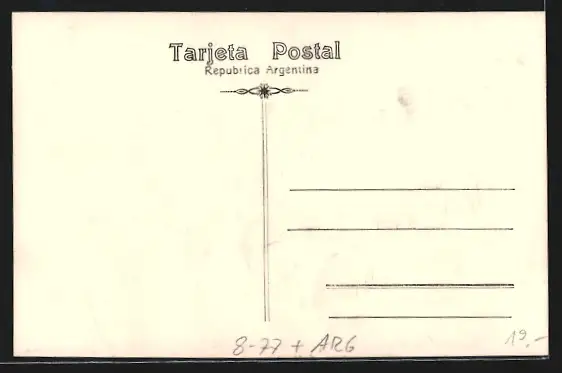 Tarjeta Postal
Republica Argentina
8-77 + ARG
19.-